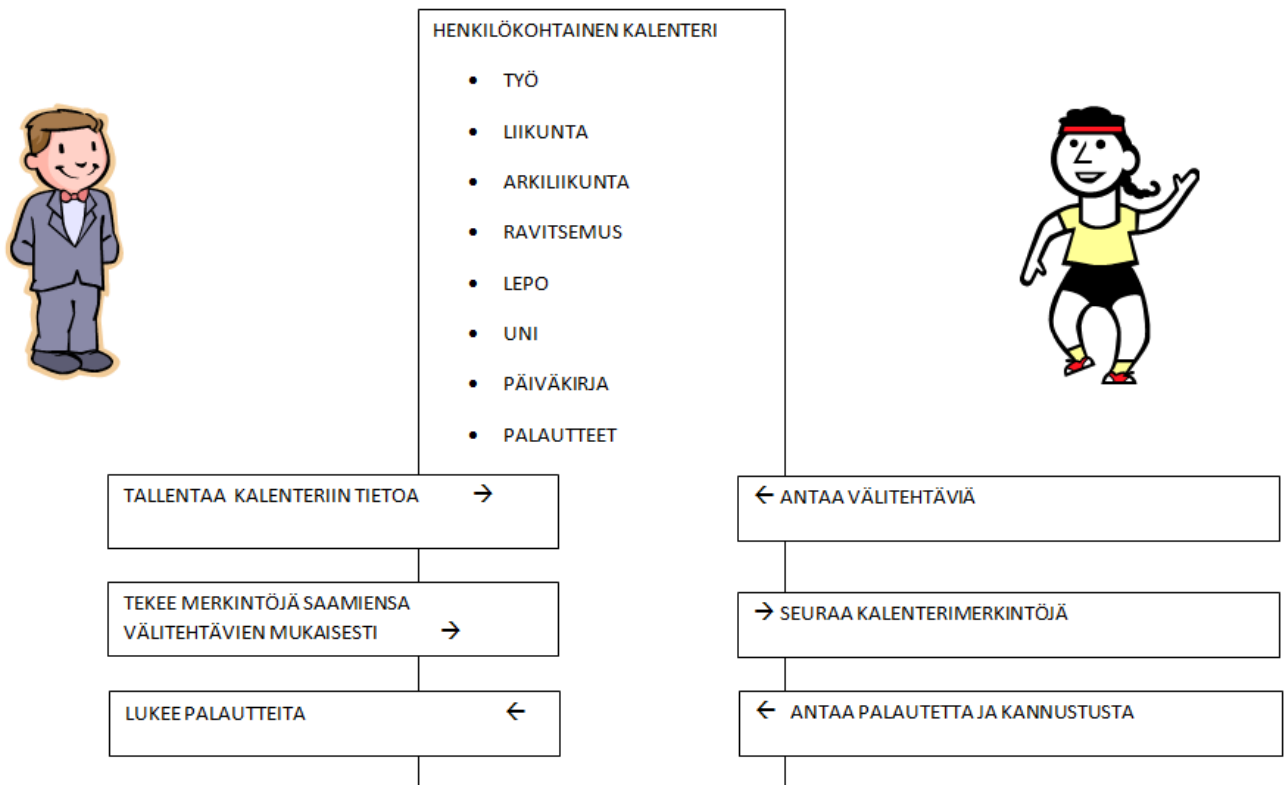 HENKILÖKOHTAINEN KALENTERI
• TYÖ
• LIIKUNTA
• ARKILIIKUNTA
• RAVITSEMUS
• LEPO
• UNI
• PÄIVÄKIRJA
• PALAUTTEET
TALLENTAA KALENTERIIN TIETOA →
← ANTAA VÄLITEHTÄVIÄ
TEKEE MERKINTÖJÄ SAAMIENSA
VÄLITEHTÄVIEN MUKAISESTI →
→ SEURAA KALENTERIMERKINTÖJÄ
LUKEE PALAUTTEITA ←
← ANTAA PALAUTETTA JA KANNUSTUSTA